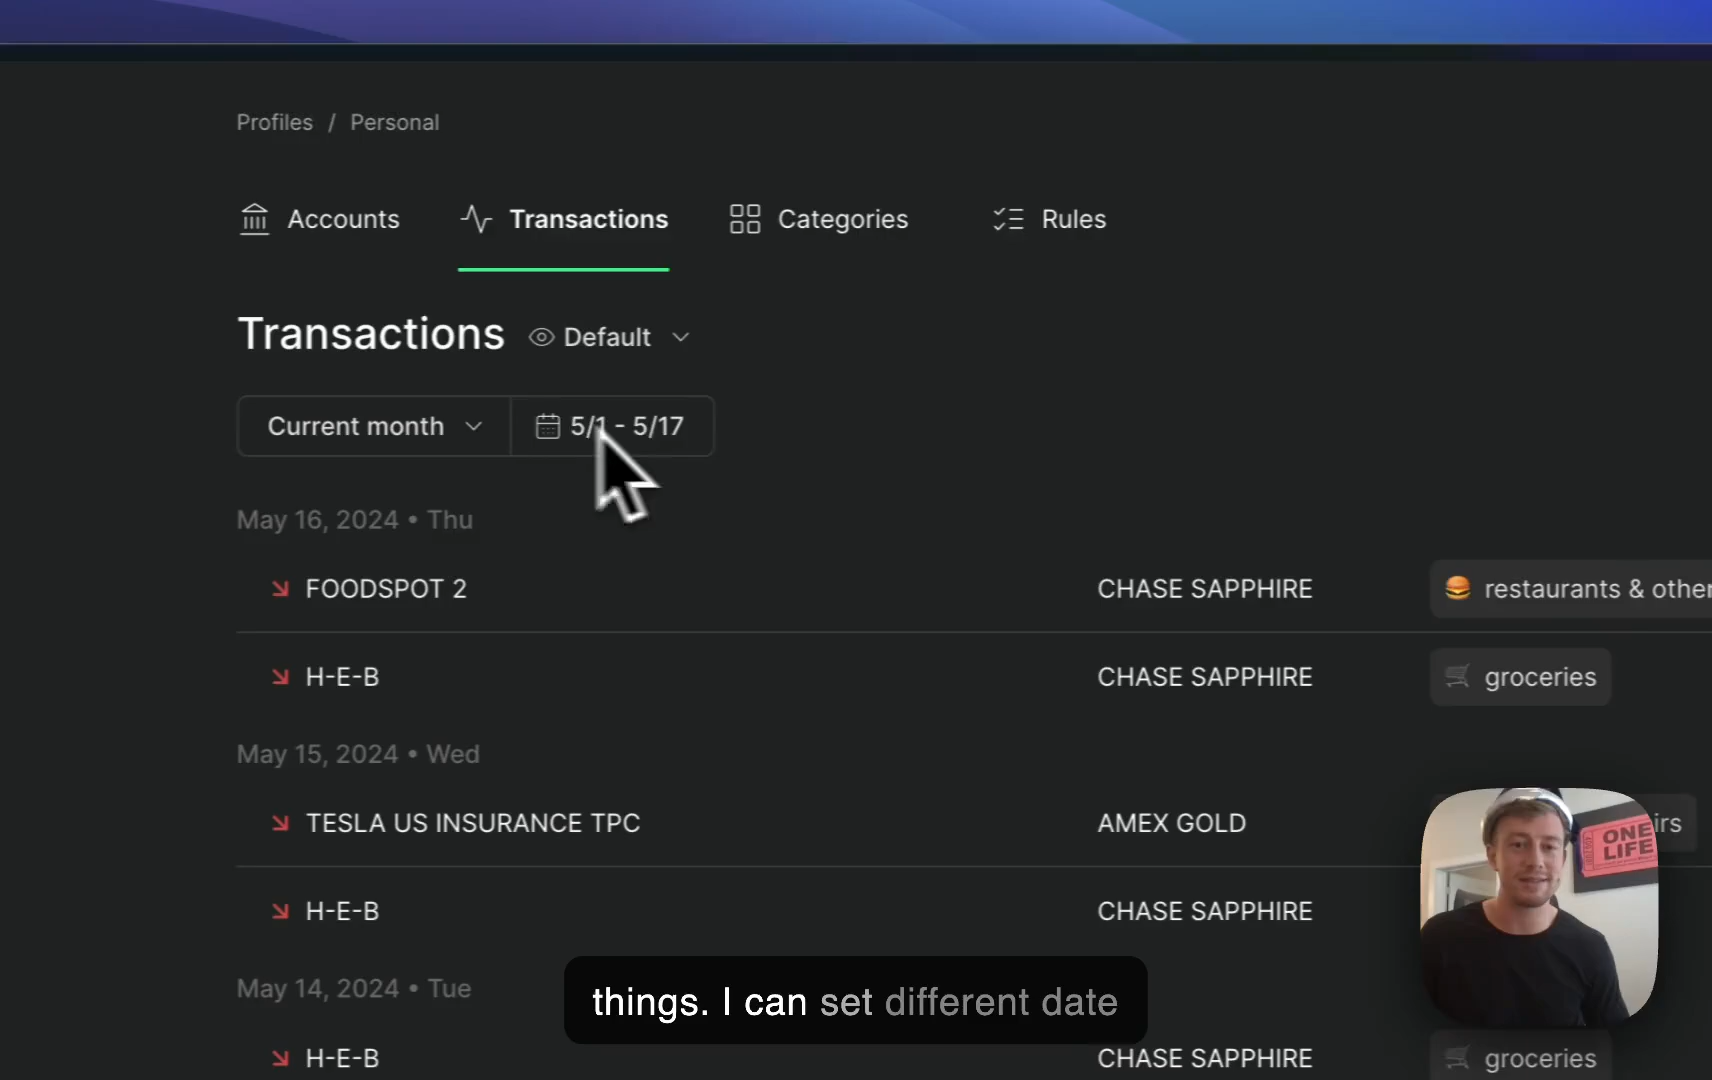 Profiles / Personal
Accounts Transactions Categories Rules
Transactions Default
Current month 5/1 - 5/17
May 16, 2024 • Thu
FOODSPOT 2 CHASE SAPPHIRE restaurants & other
H-E-B CHASE SAPPHIRE groceries
May 15, 2024 • Wed
TESLA US INSURANCE TPC AMEX GOLD irs
ONE
LIFE
H-E-B CHASE SAPPHIRE
May 14, 2024 • Tue
things. I can set different date
H-E-B CHASE SAPPHIRE groceries